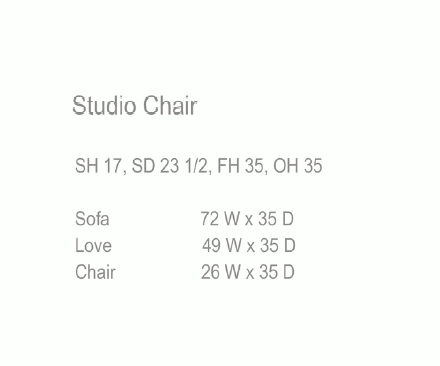 Studio Chair
SH 17, SD 23 1/2, FH 35, OH 35
Sofa 72 W x 35 D
Love 49 W x 35 D
Chair 26 W x 35 D